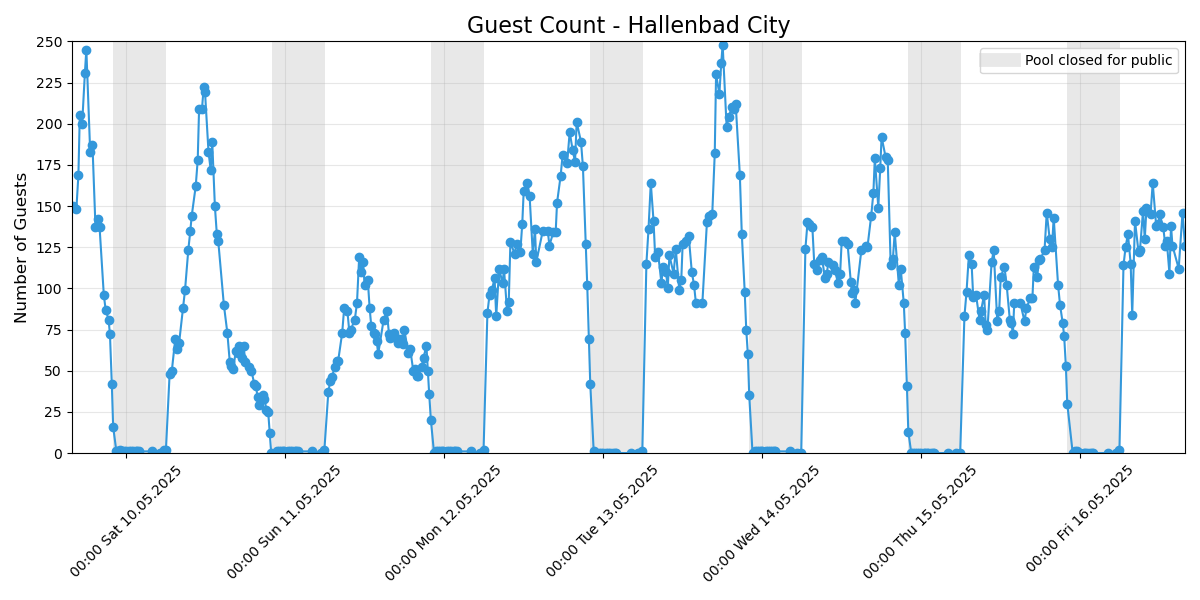 Guest Count - Hallenbad City
Number of Guests
250
225
200
175
150
125
100
75
50
25
0
Pool closed for public
00:00 Sat 10.05.2025
00:00 Sun 11.05.2025
00:00 Mon 12.05.2025
00:00 Tue 13.05.2025
00:00 Wed 14.05.2025
00:00 Thu 15.05.2025
00:00 Fri 16.05.2025